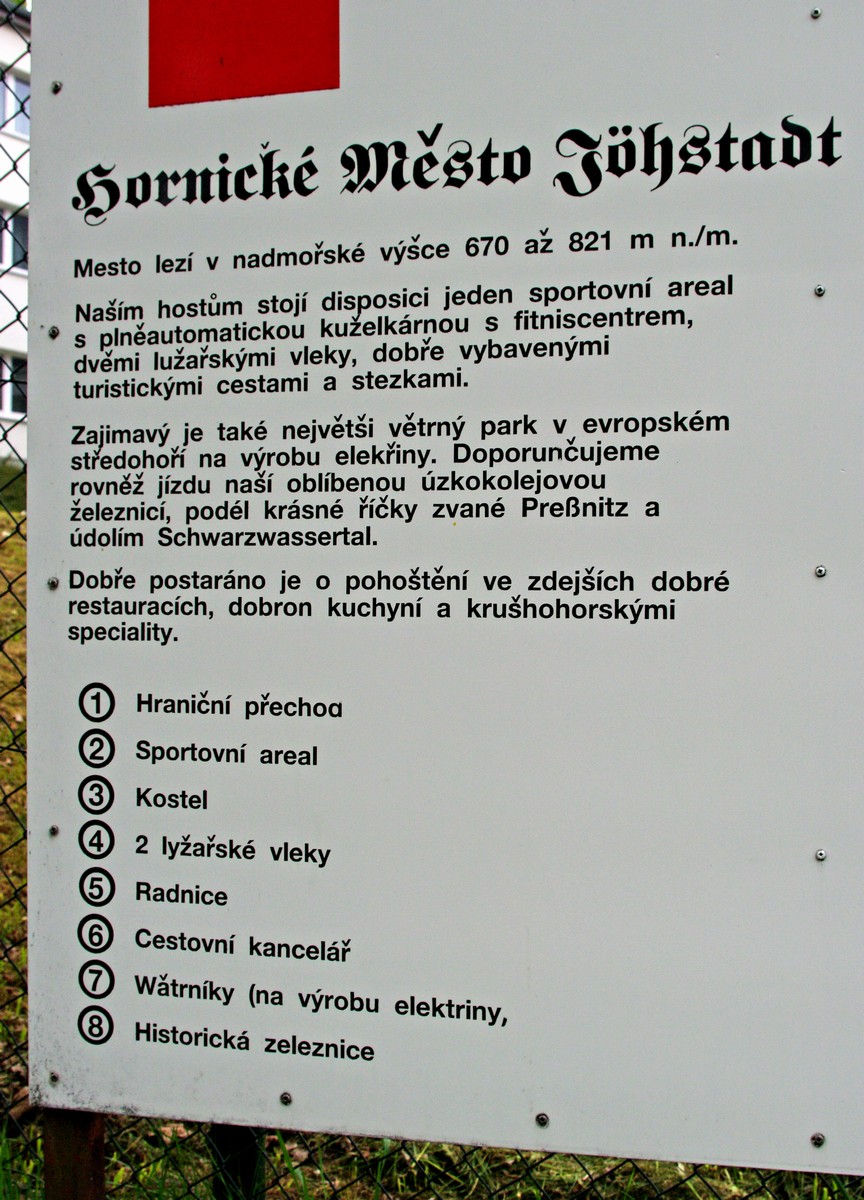 Hornické Město Jöhstadt
Mesto lezí v nadmořské výšce 670 až 821 m n./m.
Naším hostům stojí disposici jeden sportovní areal
s plněautomatickou kuželkárnou s fitniscentrem,
dvěmi lužařskými vleky, dobře vybavenými
turistickými cestami a stezkami.
Zajimavý je také největši větrný park v evropském
středohoří na výrobu elekřiny. Doporunčujeme
rovněž jízdu naší oblíbenou úzkokolejovou
železnicí, podél krásné říčky zvané Preßnitz a
údolím Schwarzwassertal.
Dobře postaráno je o pohoštění ve zdejších dobré
restauracích, dobron kuchyní a krušhohorskými
speciality.
1 Hraniční přechod
2 Sportovní areal
3 Kostel
4 2 lyžařské vleky
5 Radnice
6 Cestovní kancelář
7 Wåtrníky (na výrobu elektriny,
8 Historická zeleznice